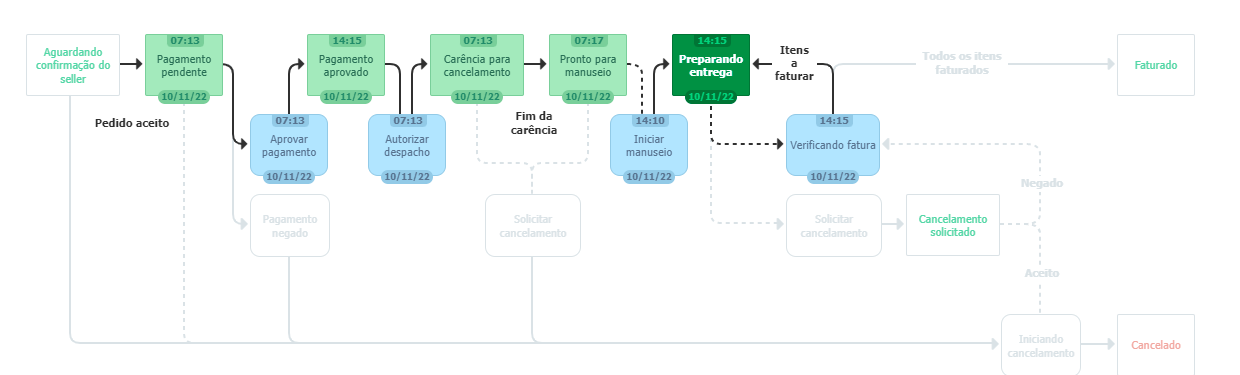 Aguardando
confirmação do
seller
07:13
Pagamento
pendente
10/11/22
Pedido aceito
07:13
Aprovar
pagamento
10/11/22
Pagamento
negado
14:15
Pagamento
aprovado
10/11/22
07:13
Autorizar
despacho
10/11/22
07:13
Carência para
cancelamento
10/11/22
Fim da
carência
Solicitar
cancelamento
07:17
Pronto para
manuseio
10/11/22
14:10
Iniciar
manuseio
10/11/22
14:15
Preparando
entrega
10/11/22
Itens
a
faturar
14:15
Verificando fatura
10/11/22
Solicitar
cancelamento
Todos os itens
faturados
Faturado
Cancelamento
solicitado
Negado
Aceito
Iniciando
cancelamento
Cancelado